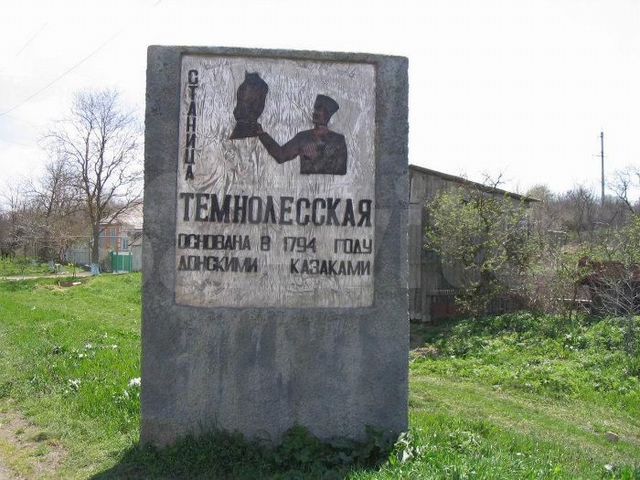 СТАНИЦА
ТЕМНОЛЕССКАЯ
ОСНОВАНА В 1794 ГОДУ
ДОНСКИМИ КАЗАКАМИ